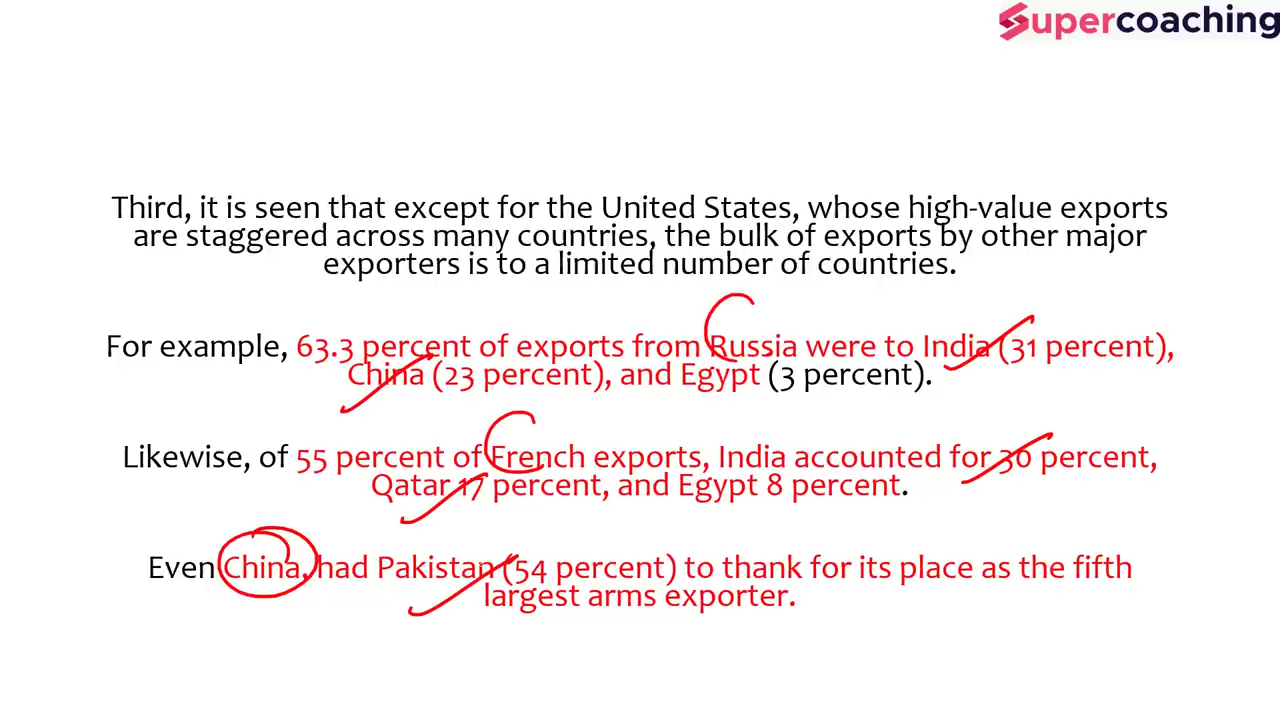 Supercoaching
Third, it is seen that except for the United States, whose high-value exports
are staggered across many countries, the bulk of exports by other major
exporters is to a limited number of countries.
For example, 63.3 percent of exports from Russia were to India (31 percent),
China (23 percent), and Egypt (3 percent).
Likewise, of 55 percent of French exports, India accounted for 30 percent,
Qatar 17 percent, and Egypt 8 percent.
Even China, had Pakistan (54 percent) to thank for its place as the fifth
largest arms exporter.